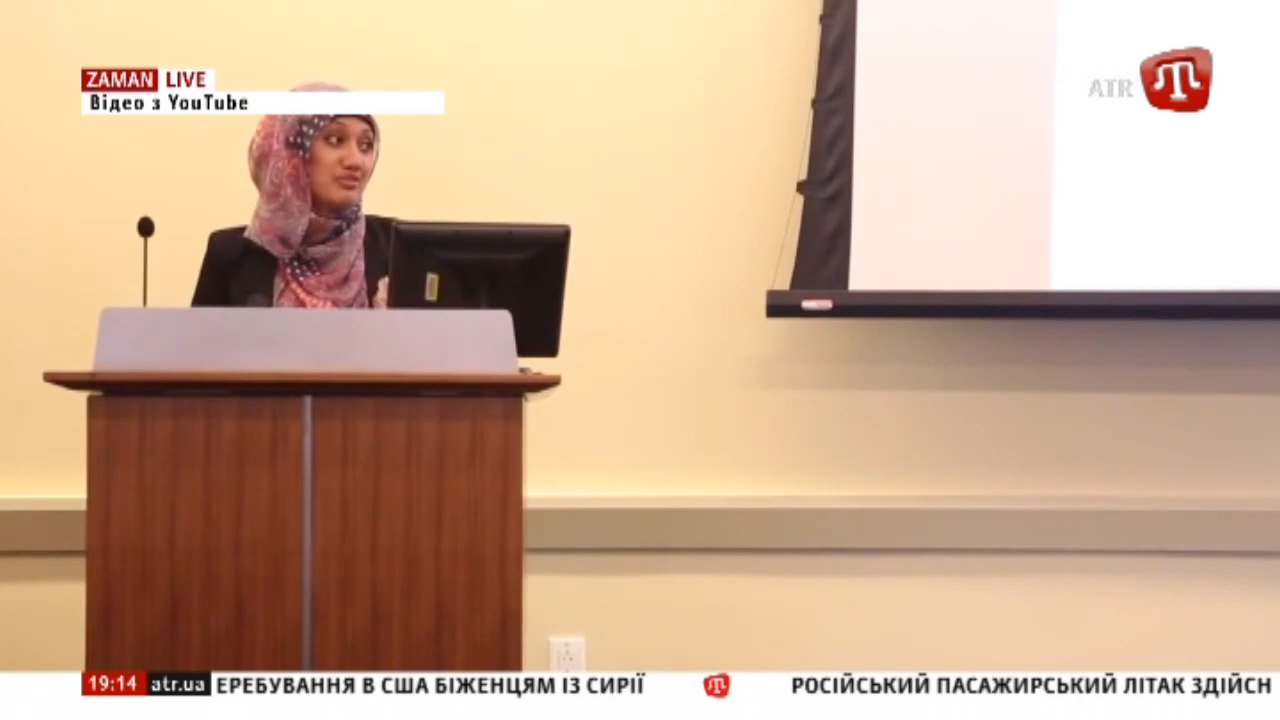 ZAMAN LIVE
Відео з YouTube
ATR
19:14 atr.ua ЕРЕБУВАННЯ В США БІЖЕНЦЯМ ІЗ СИРІЇ РОСІЙСЬКИЙ ПАСАЖИРСЬКИЙ ЛІТАК ЗДІЙСН